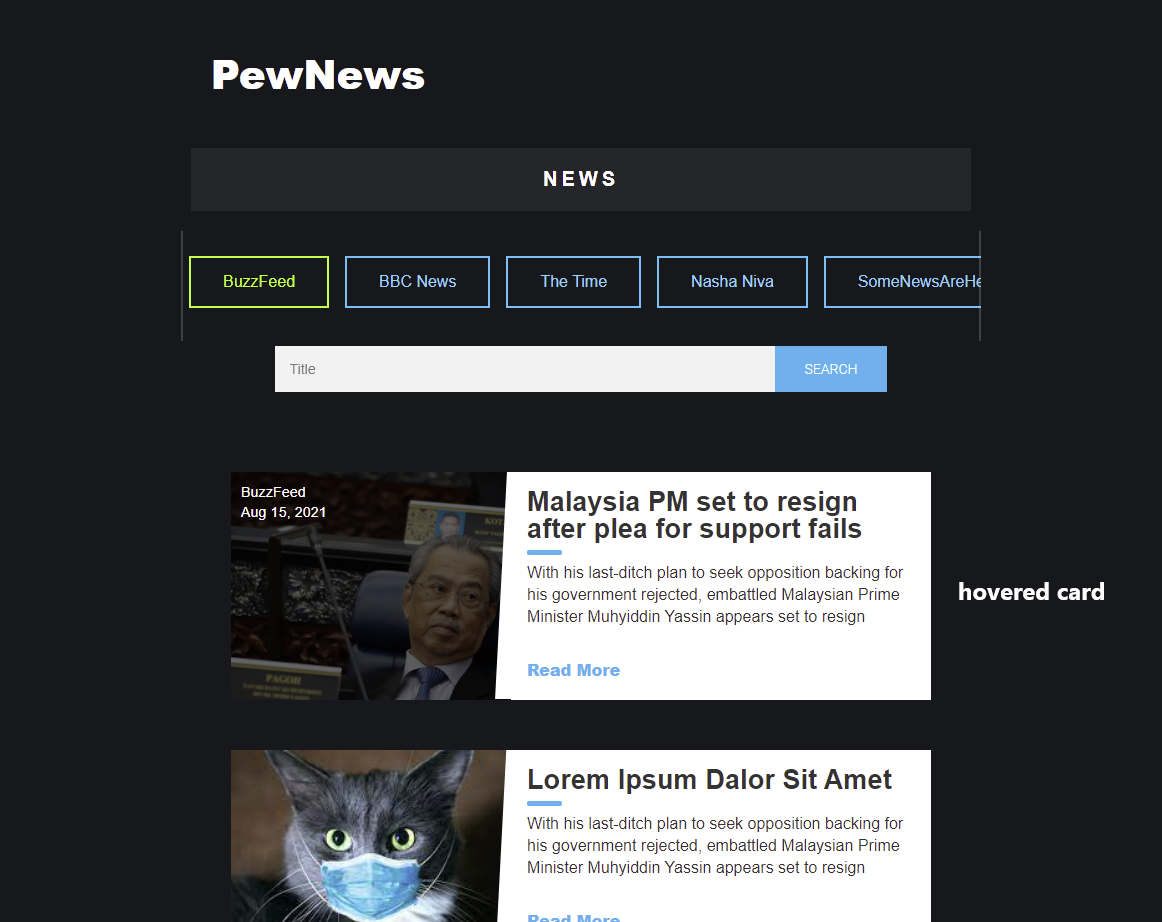 PewNews
NEWS
BuzzFeed
BBC News
The Time
Nasha Niva
SomeNewsAreHe
Title
SEARCH
BuzzFeed
Aug 15, 2021
PAGOH
Malaysia PM set to resign
after plea for support fails
With his last-ditch plan to seek opposition backing for
his government rejected, embattled Malaysian Prime
Minister Muhyiddin Yassin appears set to resign
Read More
hovered card
Lorem Ipsum Dalor Sit Amet
With his last-ditch plan to seek opposition backing for
his government rejected, embattled Malaysian Prime
Minister Muhyiddin Yassin appears set to resign
Read More